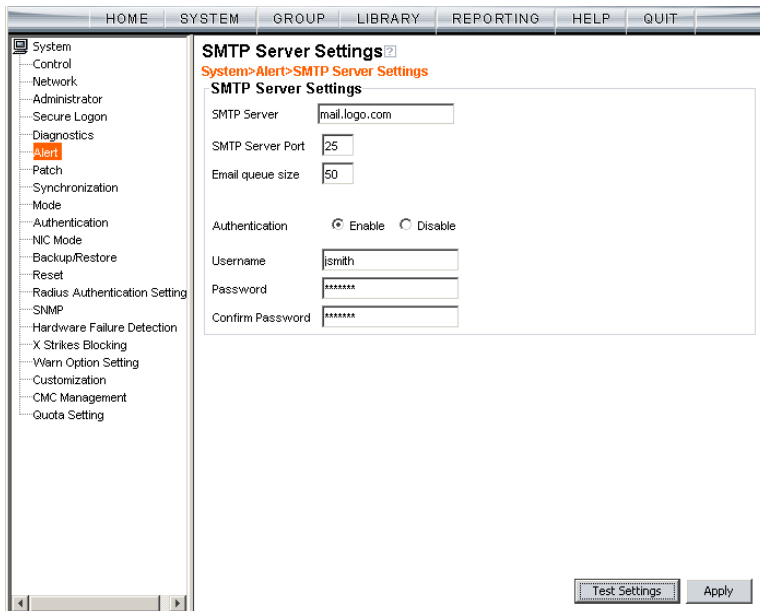 HOME SYSTEM GROUP LIBRARY REPORTING HELP QUIT
System
Control
Network
Administrator
Secure Logon
Diagnostics
Alert
Patch
Synchronization
Mode
Authentication
NIC Mode
Backup/Restore
Reset
Radius Authentication Setting
SNMP
Hardware Failure Detection
X Strikes Blocking
Warn Option Setting
Customization
CMC Management
Quota Setting
SMTP Server Settings ?
System>Alert>SMTP Server Settings
SMTP Server Settings
SMTP Server mail.logo.com
SMTP Server Port 25
Email queue size 50
Authentication Enable Disable
Username jsmith
Password *******
Confirm Password *******
Test Settings Apply